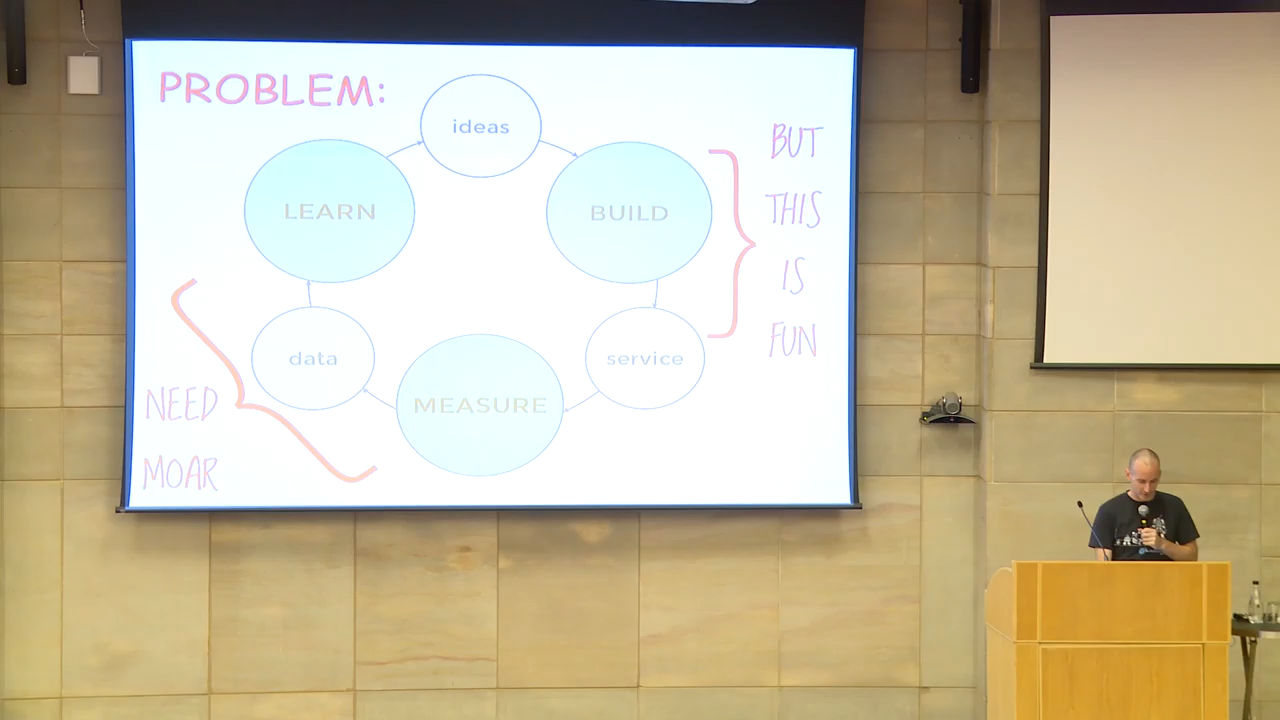 PROBLEM:
ideas
LEARN
BUILD
BUT
THIS
IS
FUN
data
service
MEASURE
NEED
MOAR